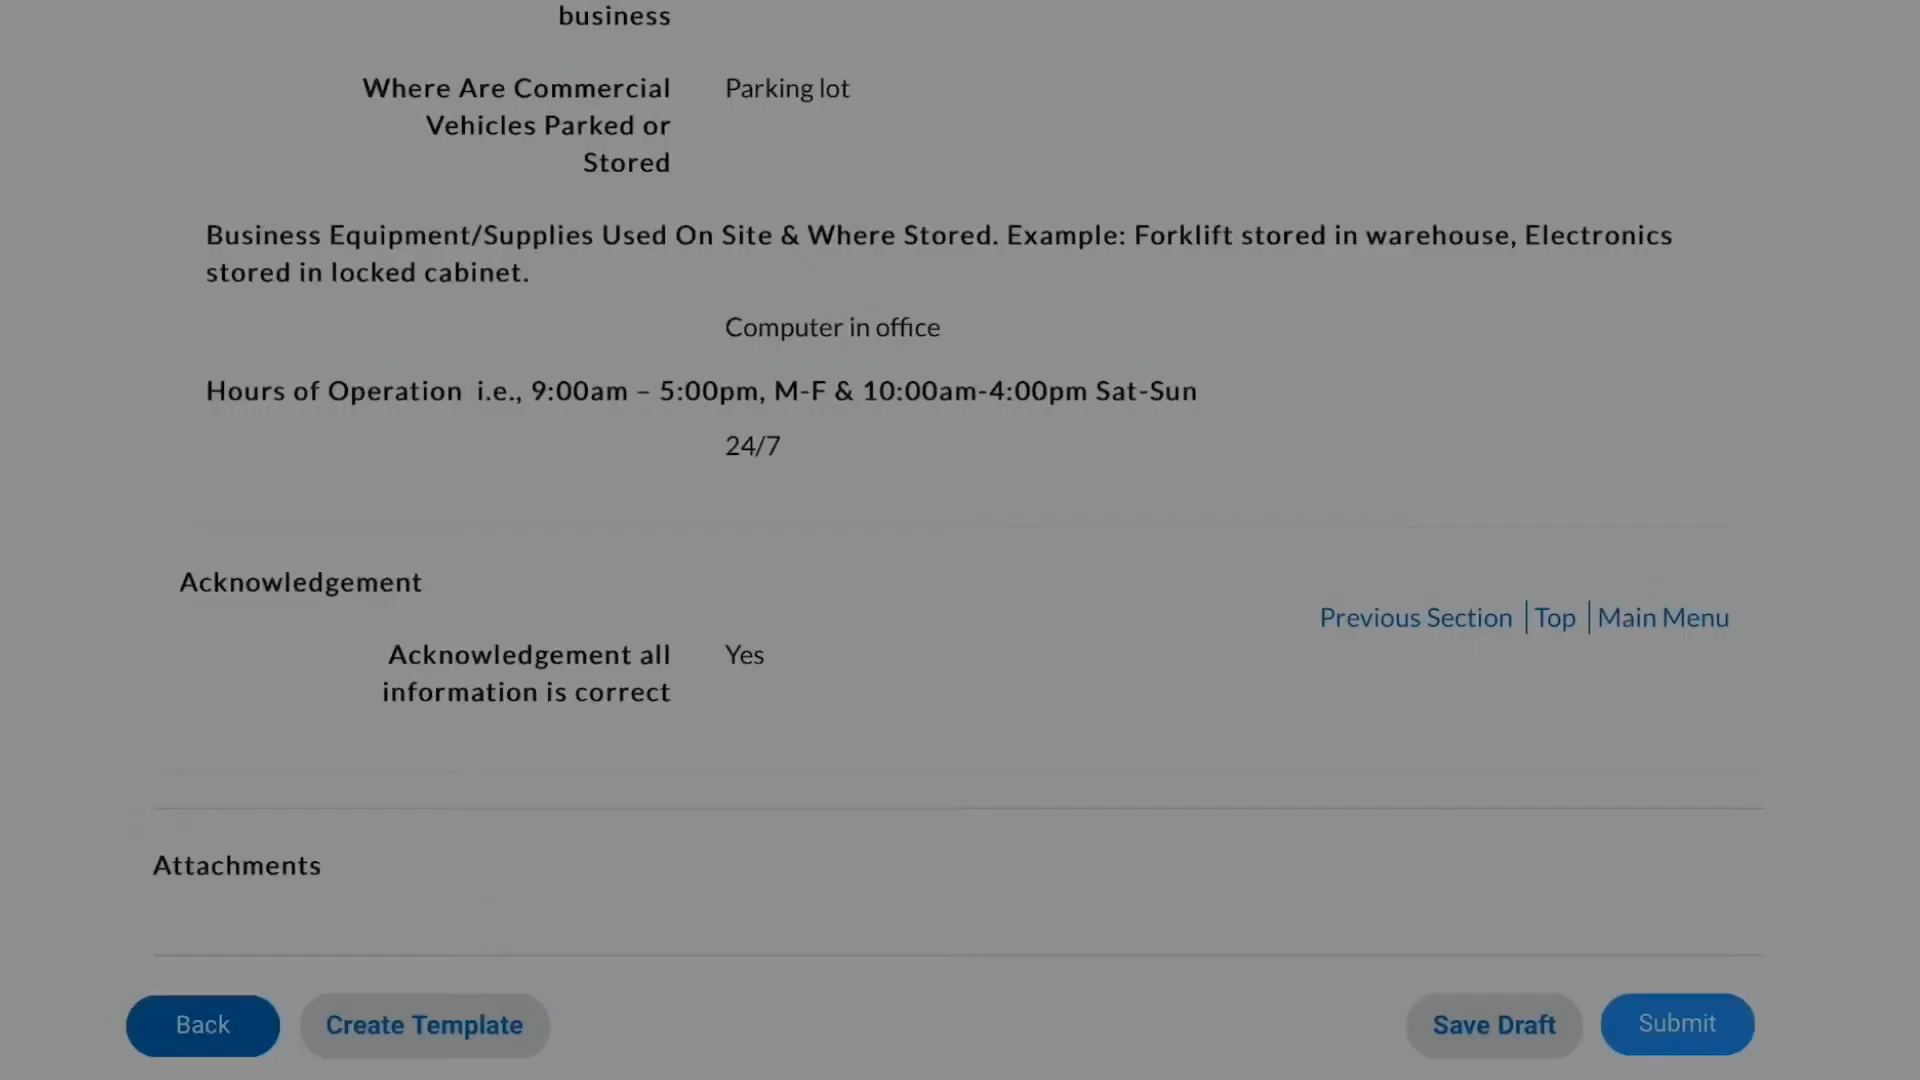 business
Where Are Commercial Parking lot
Vehicles Parked or
Stored
Business Equipment/Supplies Used On Site & Where Stored. Example: Forklift stored in warehouse, Electronics
stored in locked cabinet.
Computer in office
Hours of Operation i.e., 9:00am – 5:00pm, M-F & 10:00am-4:00pm Sat-Sun
24/7
Acknowledgement
Previous Section | Top | Main Menu
Acknowledgement all Yes
information is correct
Attachments
Back Create Template Save Draft Submit